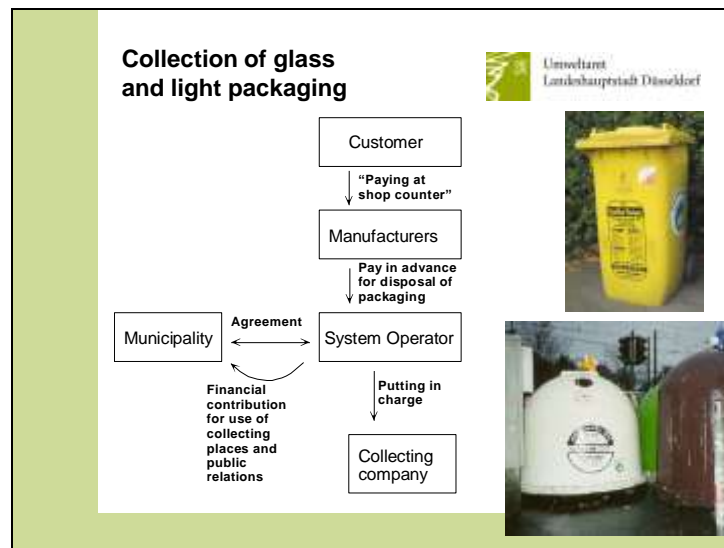 Collection of glass
and light packaging
Umweltamt
Landeshauptstadt Düsseldorf
Customer
“Paying at
shop counter”
Manufacturers
Pay in advance
for disposal of
packaging
Municipality
Agreement
System Operator
Financial
contribution
for use of
collecting
places and
public
relations
Putting in
charge
Collecting
company